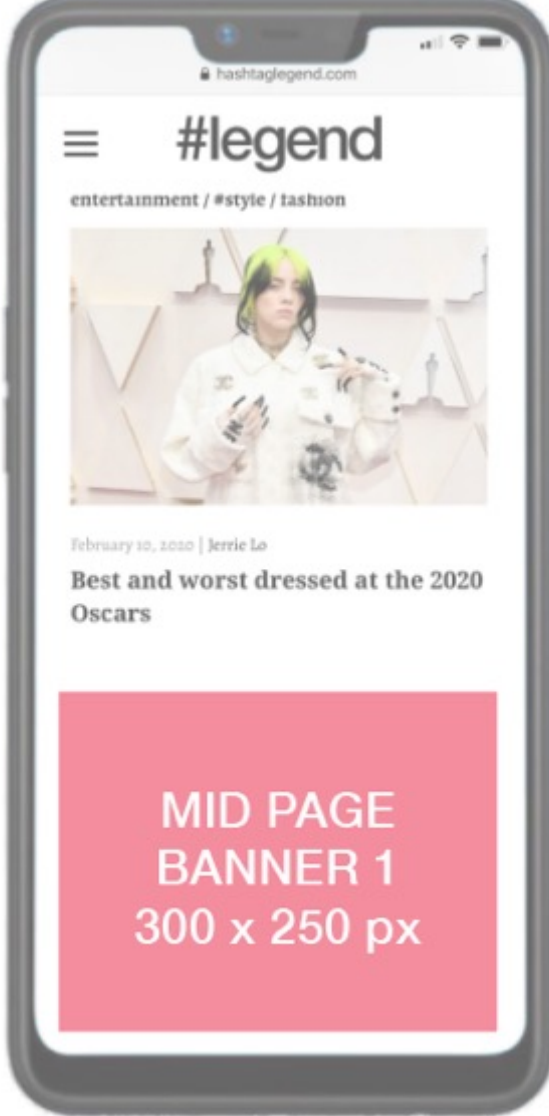 hashtaglegend.com
#legend
entertainment / #style / fashion
February 10, 2020 | Jerrie Lo
Best and worst dressed at the 2020
Oscars
MID PAGE
BANNER 1
300 x 250 px